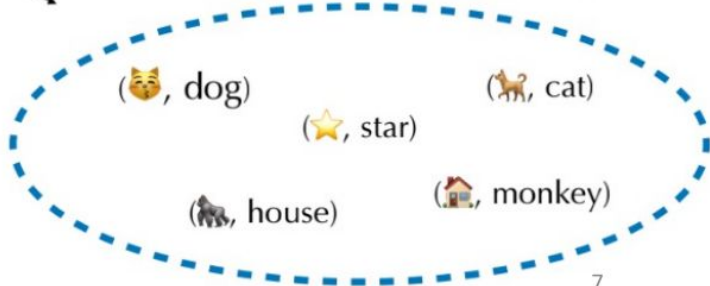 (😽, dog)
(🐕, cat)
(⭐, star)
(🦍, house)
(🏠, monkey)
7